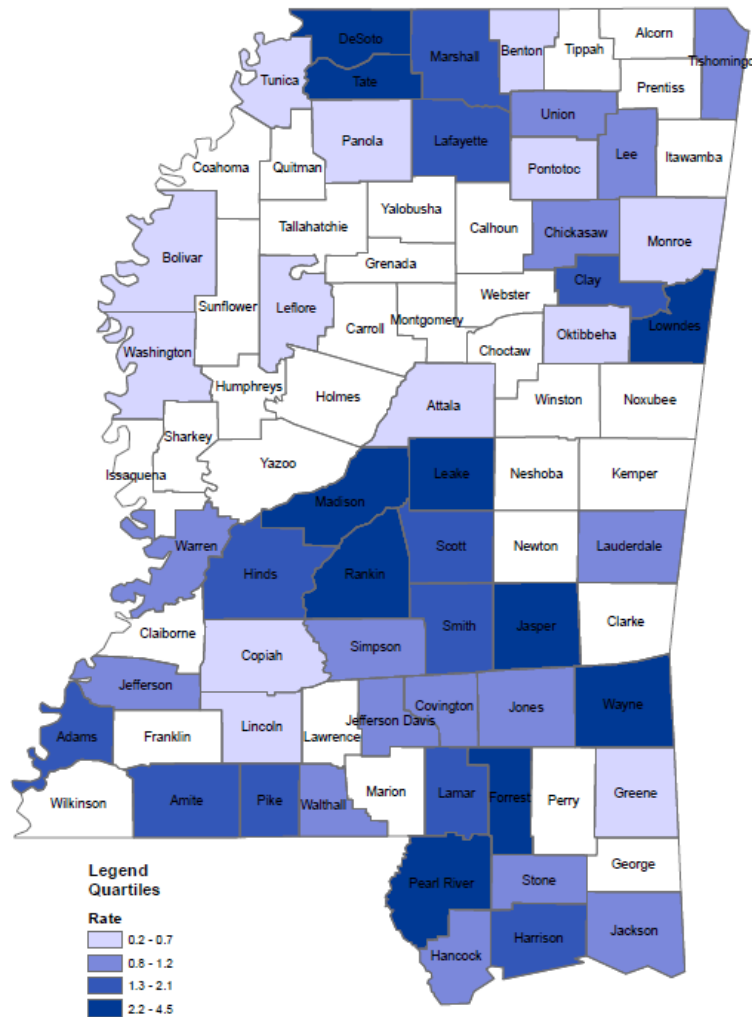 DeSoto
Marshall
Benton
Tippah
Alcorn
Tishomingo
Tunica
Tate
Prentiss
Union
Panola
Lafayette
Lee
Itawamba
Pontotoc
Coahoma
Quitman
Yalobusha
Tallahatchie
Calhoun
Chickasaw
Monroe
Bolivar
Grenada
Clay
Sunflower
Leflore
Webster
Carroll
Montgomery
Lowndes
Oktibbeha
Washington
Choctaw
Humphreys
Holmes
Attala
Winston
Noxubee
Sharkey
Issaquena
Yazoo
Leake
Neshoba
Kemper
Madison
Warren
Scott
Newton
Lauderdale
Hinds
Rankin
Claiborne
Smith
Jasper
Clarke
Copiah
Simpson
Jefferson
Covington
Jones
Wayne
Lincoln
Jefferson Davis
Adams
Franklin
Lawrence
Wilkinson
Amite
Pike
Walthall
Marion
Lamar
Forrest
Perry
Greene
George
Pearl River
Stone
Hancock
Harrison
Jackson
Legend
Quartiles
Rate
0.2 - 0.7
0.8 - 1.2
1.3 - 2.1
2.2 - 4.5